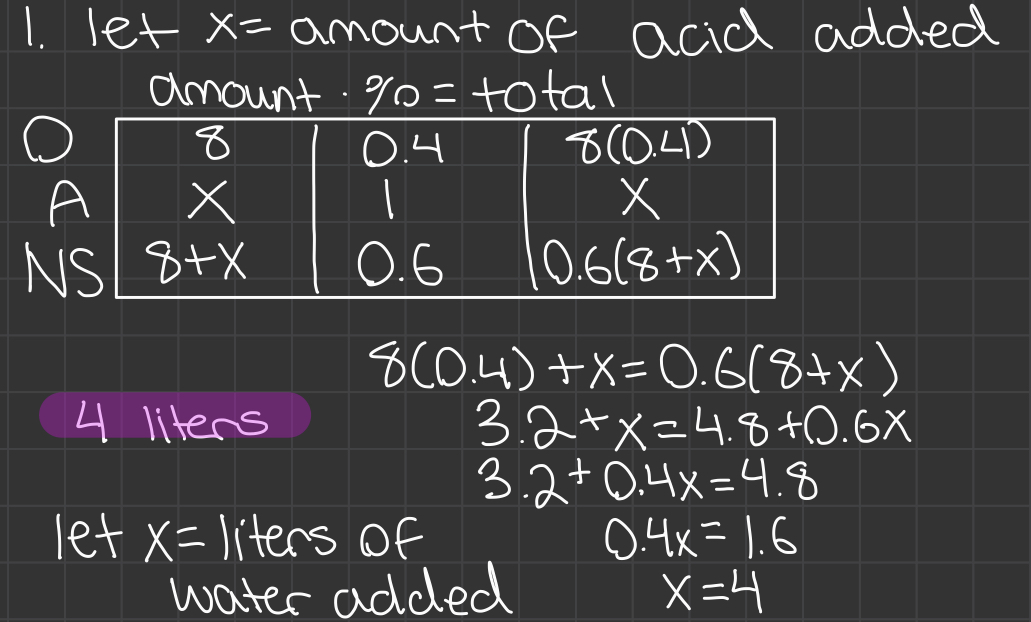 1. let x= amount of acid added
amount · % = total
O 8 0.4 8(0.4)
A X 1 X
NS 8+X 0.6 0.6(8+x)
8(0.4)+x=0.6(8+x)
4 liters 3.2+x=4.8+0.6x
3.2+0.4x=4.8
let x= liters of 0.4x=1.6
water added x=4